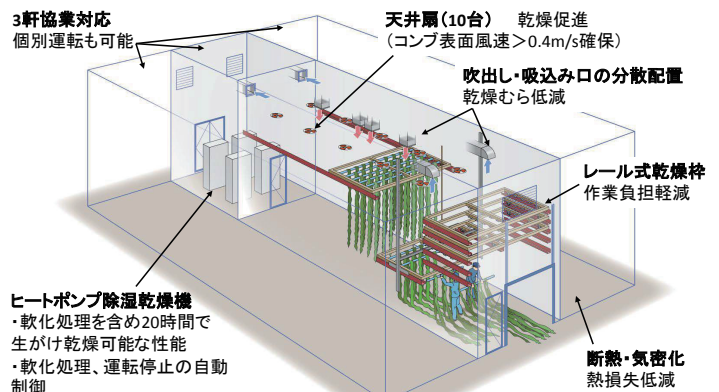 3軒協業対応
個別運転も可能
天井扇(10台) 乾燥促進
(コンブ表面風速>0.4m/s確保)
吹出し・吸込み口の分散配置
乾燥むら低減
レール式乾燥枠
作業負担軽減
ヒートポンプ除湿乾燥機
・軟化処理を含め20時間で
生がけ乾燥可能な性能
・軟化処理、運転停止の自動
制御
断熱・気密化
熱損失低減